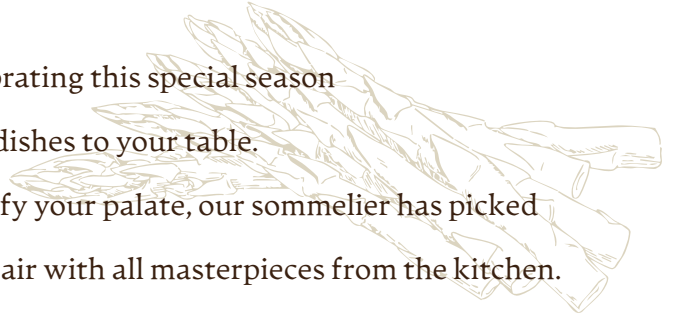 brating this special season
dishes to your table.
fy your palate, our sommelier has picked
air with all masterpieces from the kitchen.